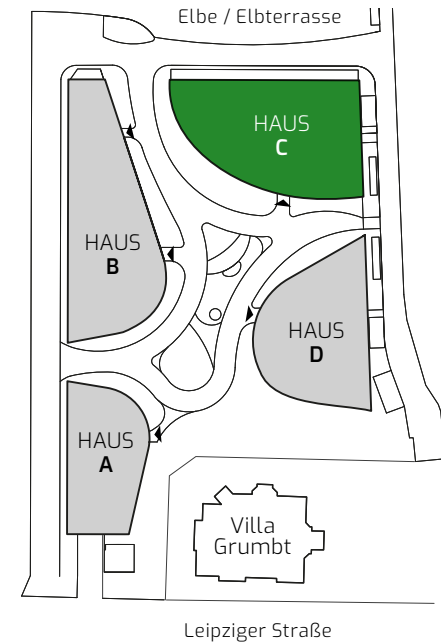 Elbe / Elbterrasse
HAUS
C
HAUS
B
HAUS
D
HAUS
A
Villa
Grumbt
Leipziger Straße